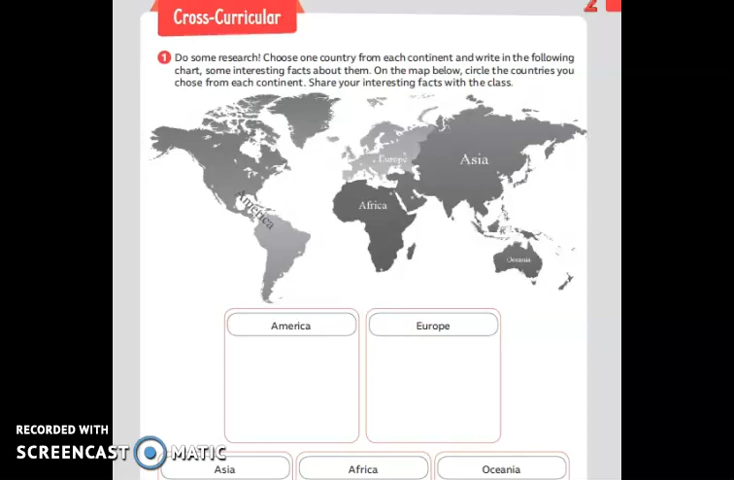 Cross-Curricular
2
1 Do some research! Choose one country from each continent and write in the following
chart, some interesting facts about them. On the map below, circle the countries you
chose from each continent. Share your interesting facts with the class.
Europe
Asia
America
Africa
Oceania
America
Europe
Asia
Africa
Oceania
RECORDED WITH
SCREENCAST MATIC